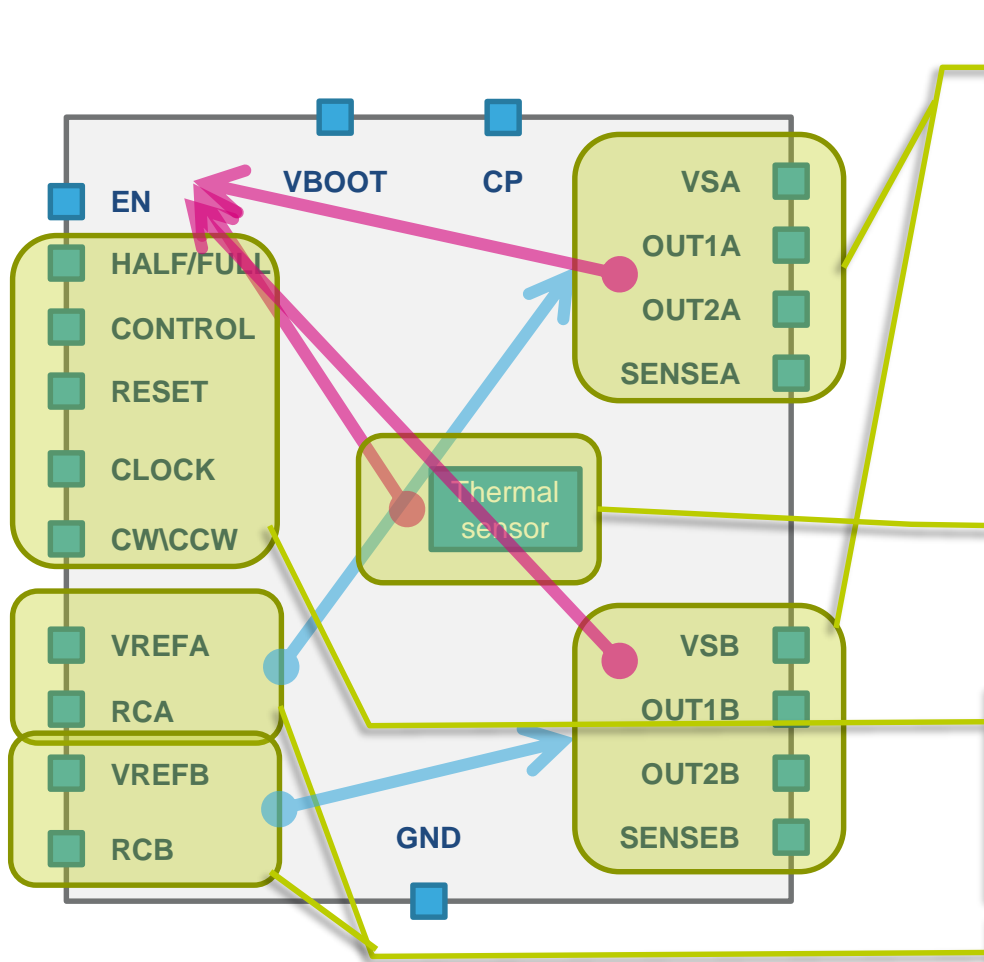 VBOOT
CP
VSA
EN
OUT1A
HALF/FULL
OUT2A
CONTROL
SENSEA
RESET
CLOCK
Thermal
sensor
CW\CCW
VREFA
VSB
RCA
OUT1B
VREFB
OUT2B
GND
SENSEB
RCB